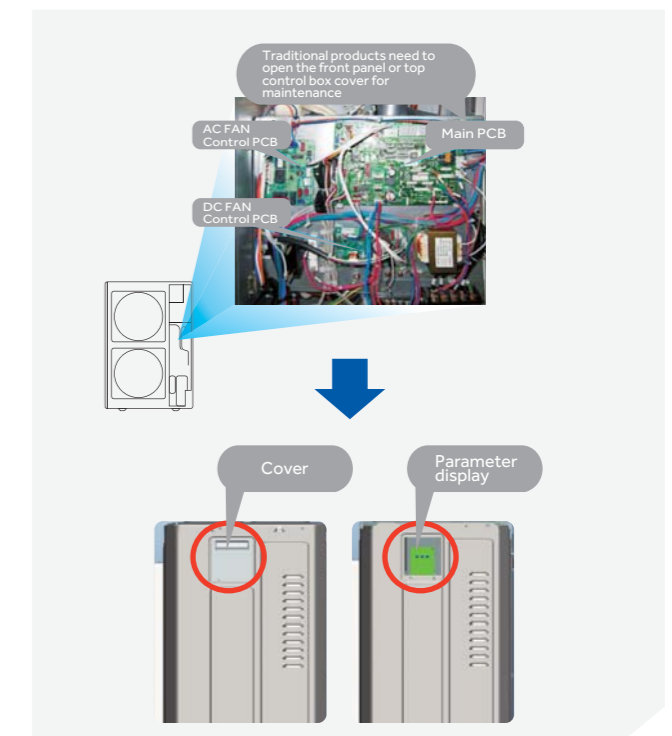 Traditional products need to
open the front panel or top
control box cover for
maintenance
AC FAN
Control PCB
Main PCB
DC FAN
Control PCB
Cover
Parameter
display